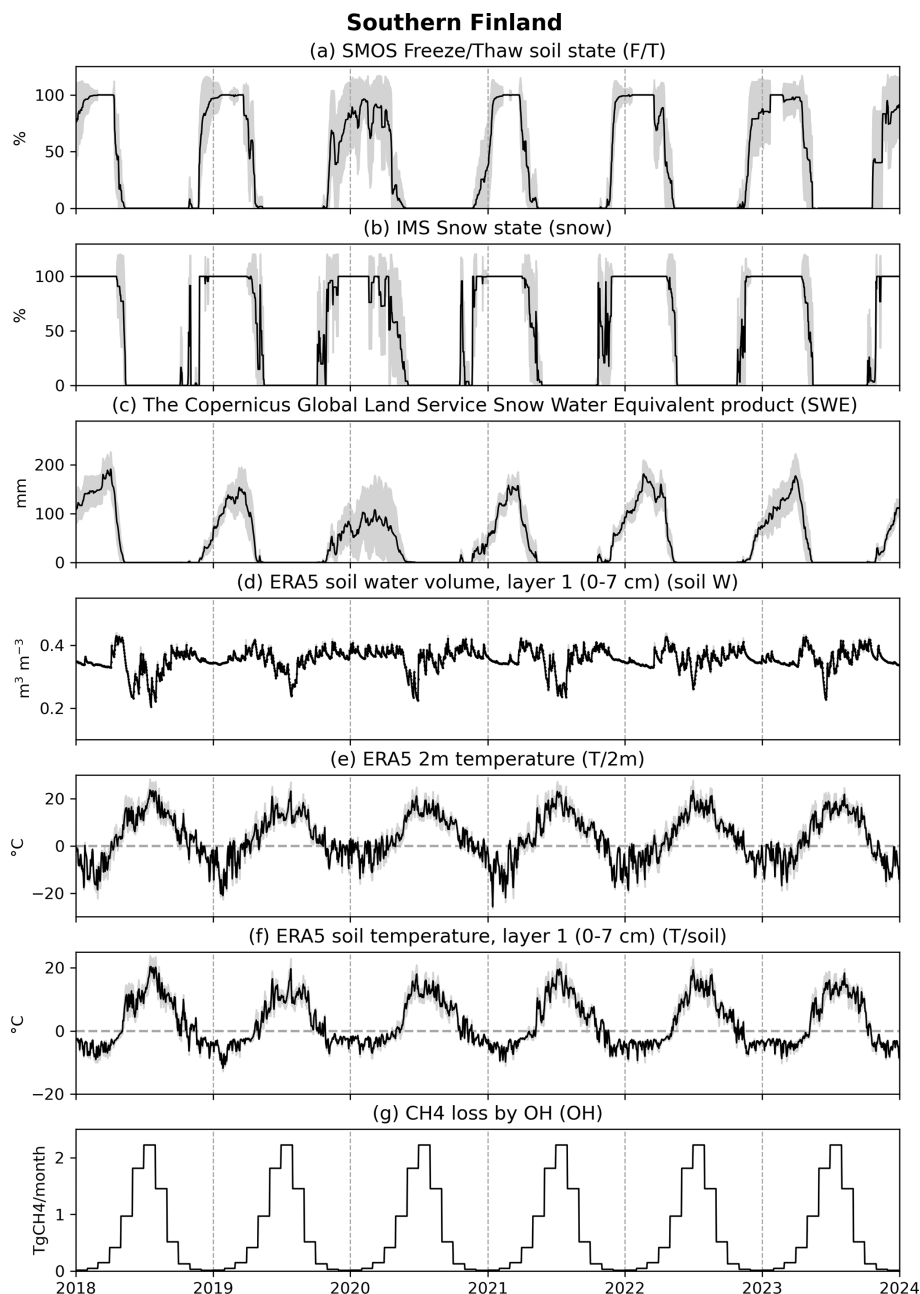 Southern Finland
(a) SMOS Freeze/Thaw soil state (F/T)
100
50
0
%
(b) IMS Snow state (snow)
100
50
0
%
(c) The Copernicus Global Land Service Snow Water Equivalent product (SWE)
200
100
0
mm
(d) ERA5 soil water volume, layer 1 (0-7 cm) (soil W)
0.4
0.2
m³ m⁻³
(e) ERA5 2m temperature (T/2m)
20
0
−20
°C
(f) ERA5 soil temperature, layer 1 (0-7 cm) (T/soil)
20
0
−20
°C
(g) CH4 loss by OH (OH)
2
1
0
TgCH4/month
2018 2019 2020 2021 2022 2023 2024